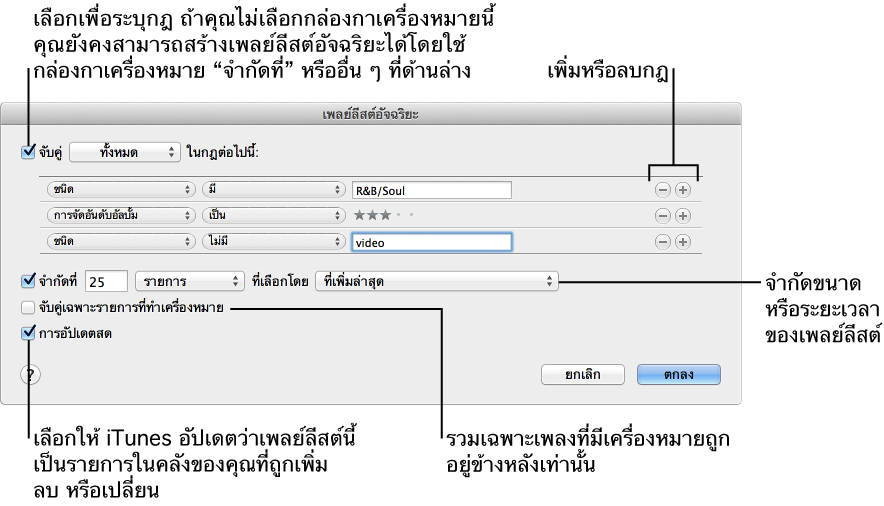 เลือกเพื่อระบุกฎ ถ้าคุณไม่เลือกกล่องกาเครื่องหมายนี้
คุณยังคงสามารถสร้างเพลย์ลีสต์อัจฉริยะได้โดยใช้
กล่องกาเครื่องหมาย “จำกัดที่” หรืออื่น ๆ ที่ด้านล่าง
เพิ่มหรือลบกฎ
เพลย์ลีสต์อัจฉริยะ
จับคู่ ทั้งหมด ในกฎต่อไปนี้:
ชนิด มี R&B/Soul
การจัดอันดับอัลบั้ม เป็น ★★★
ชนิด ไม่มี video
จำกัดที่ 25 รายการ ที่เลือกโดย ที่เพิ่มล่าสุด
จับคู่เฉพาะรายการที่ทำเครื่องหมาย
การอัปเดตสด
จำกัดขนาด
หรือระยะเวลา
ของเพลย์ลีสต์
? ยกเลิก ตกลง
เลือกให้ iTunes อัปเดตว่าเพลย์ลีสต์นี้
เป็นรายการในคลังของคุณที่ถูกเพิ่ม
ลบ หรือเปลี่ยน
รวมเฉพาะเพลงที่มีเครื่องหมายถูก
อยู่ข้างหลังเท่านั้น